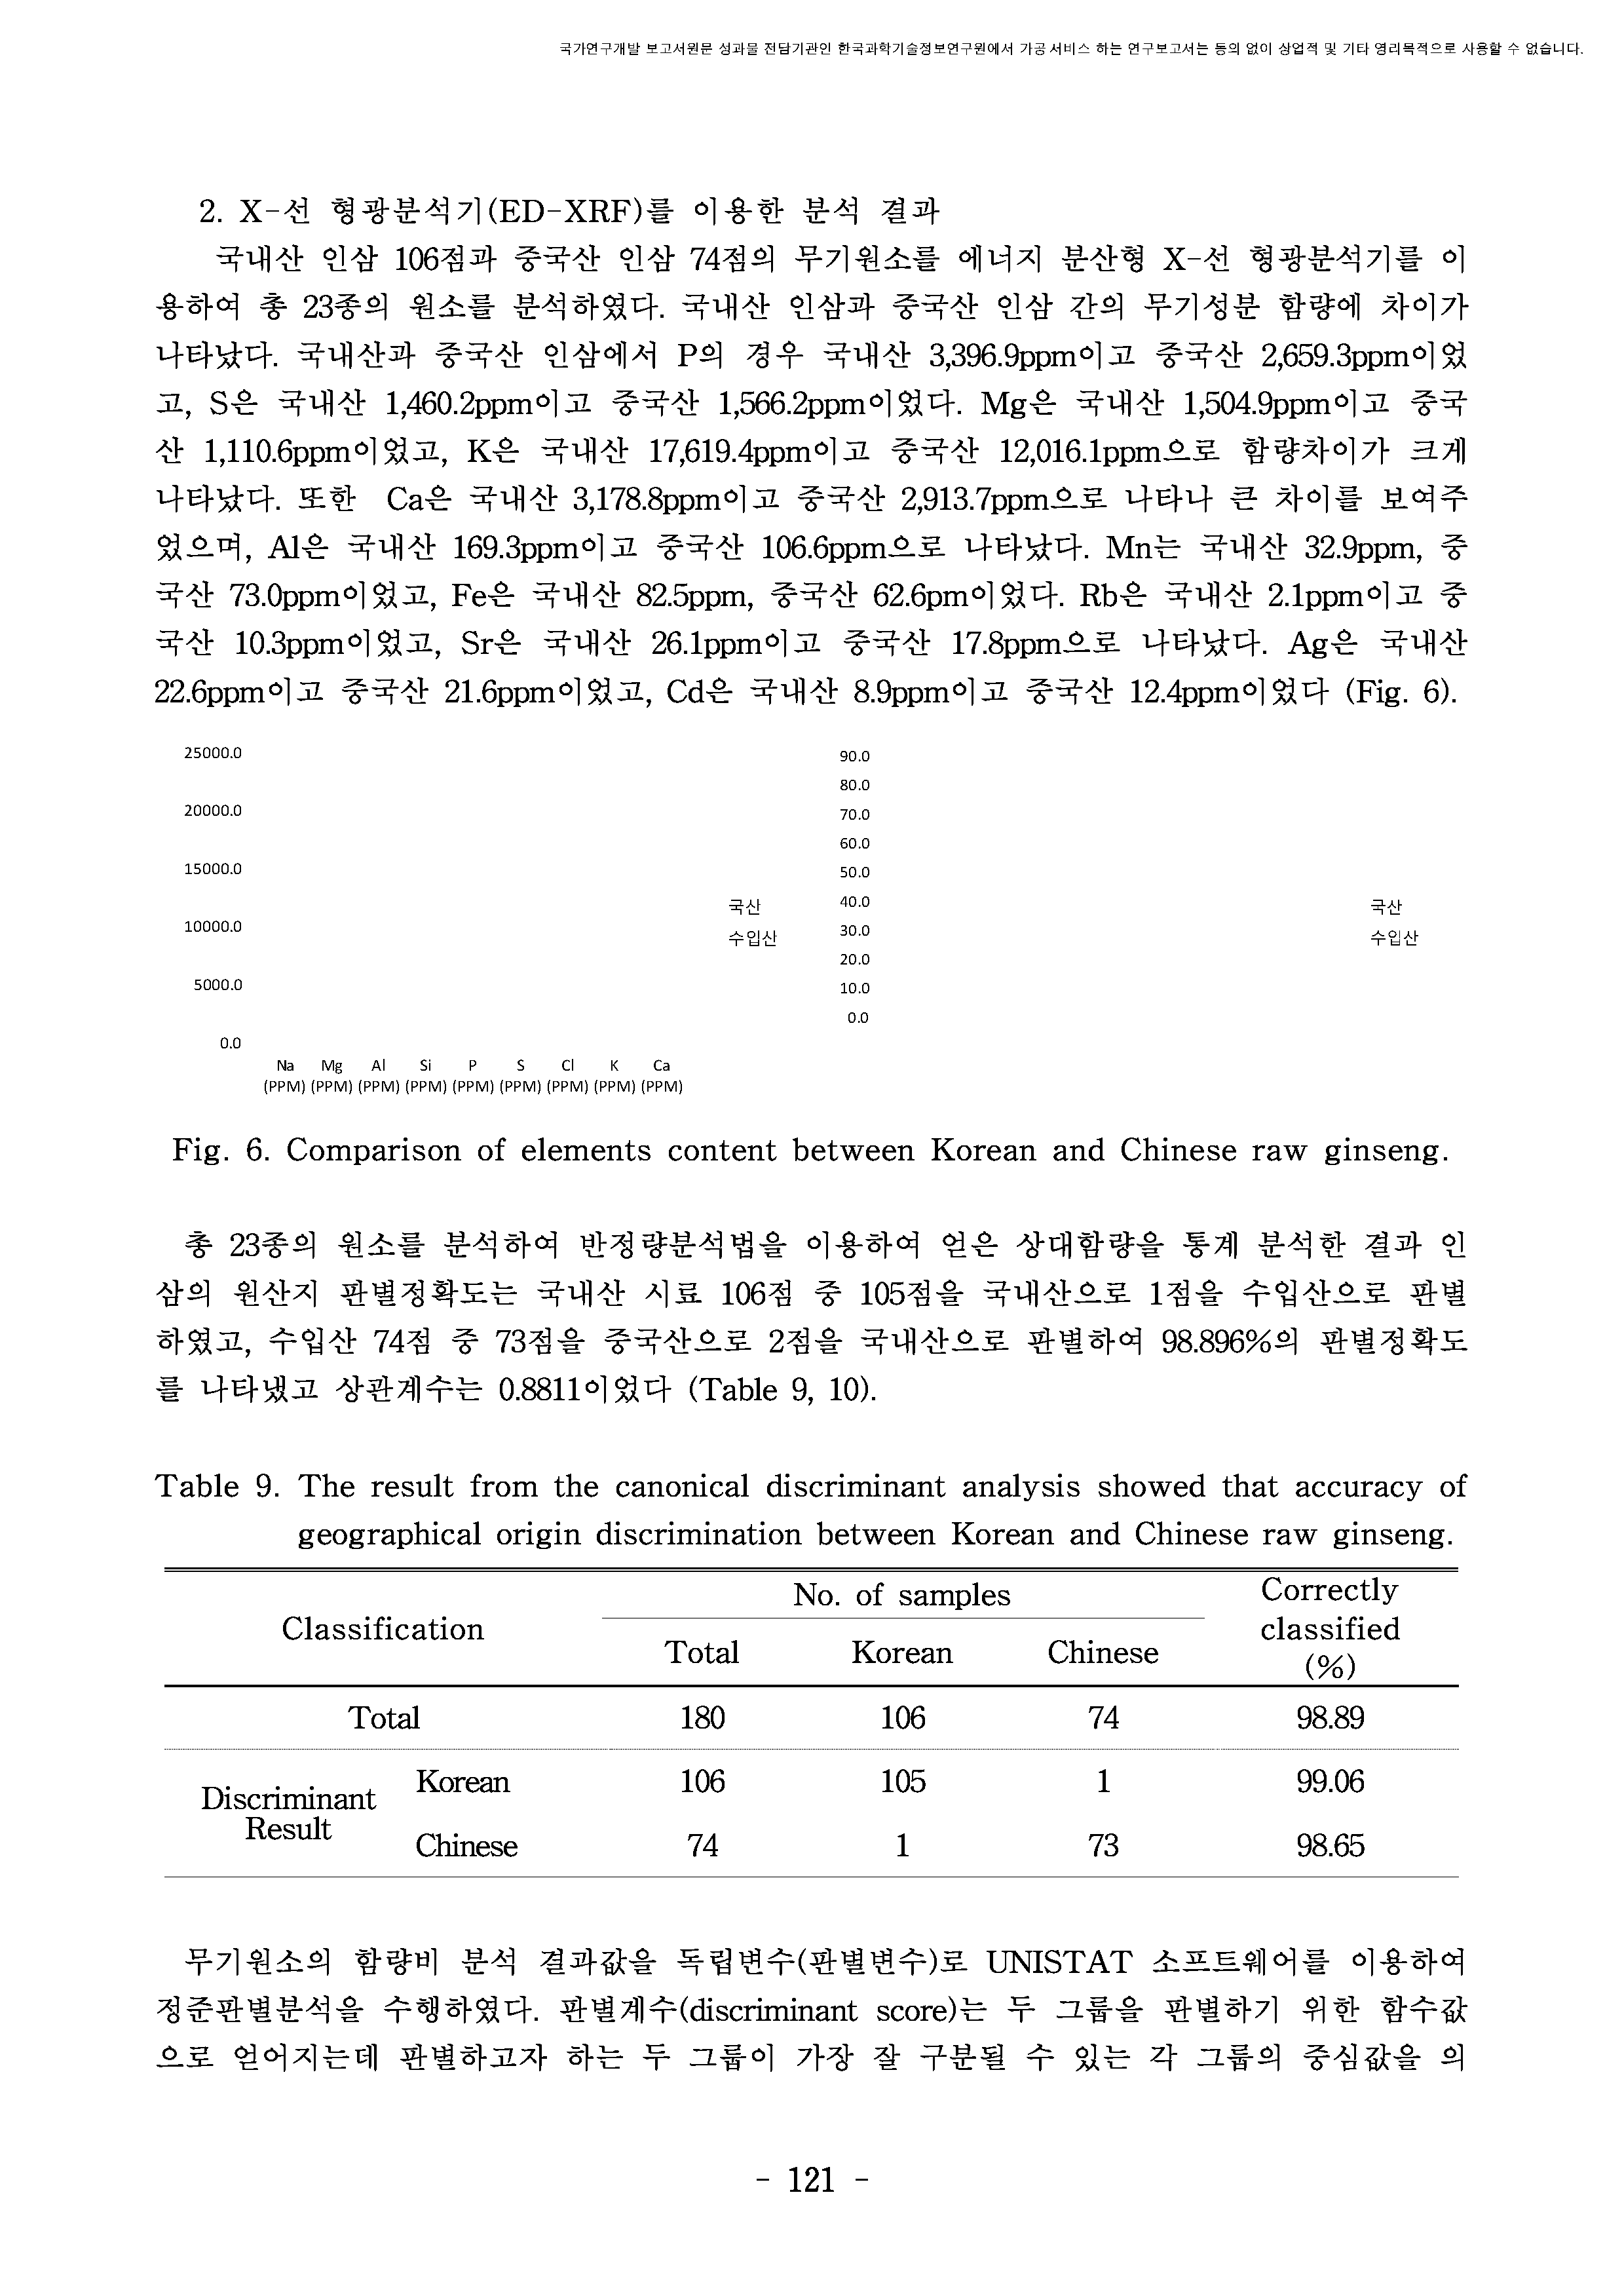 국가연구개발 보고서원문 성과물 전담기관인 한국과학기술정보연구원에서 가공·서비스 하는 연구보고서는 동의 없이 상업적 및 기타 영리목적으로 사용할 수 없습니다.
2. X-선 형광분석기(ED-XRF)를 이용한 분석 결과
국내산 인삼 106점과 중국산 인삼 74점의 무기원소를 에너지 분산형 X-선 형광분석기를 이
용하여 총 23종의 원소를 분석하였다. 국내산 인삼과 중국산 인삼 간의 무기성분 함량에 차이가
나타났다. 국내산과 중국산 인삼에서 P의 경우 국내산 3,396.9ppm이고 중국산 2,659.3ppm이었
고, S은 국내산 1,460.2ppm이고 중국산 1,566.2ppm이었다. Mg은 국내산 1,504.9ppm이고 중국
산 1,110.6ppm이었고, K은 국내산 17,619.4ppm이고 중국산 12,016.1ppm으로 함량차이가 크게
나타났다. 또한 Ca은 국내산 3,178.8ppm이고 중국산 2,913.7ppm으로 나타나 큰 차이를 보여주
었으며, Al은 국내산 169.3ppm이고 중국산 106.6ppm으로 나타났다. Mn는 국내산 32.9ppm, 중
국산 73.0ppm이었고, Fe은 국내산 82.5ppm, 중국산 62.6pm이었다. Rb은 국내산 2.1ppm이고 중
국산 10.3ppm이었고, Sr은 국내산 26.1ppm이고 중국산 17.8ppm으로 나타났다. Ag은 국내산
22.6ppm이고 중국산 21.6ppm이었고, Cd은 국내산 8.9ppm이고 중국산 12.4ppm이었다 (Fig. 6).
25000.0
20000.0
15000.0
10000.0
5000.0
0.0
Na Mg Al Si P S Cl K Ca
(PPM) (PPM) (PPM) (PPM) (PPM) (PPM) (PPM) (PPM) (PPM)
국산
수입산
90.0
80.0
70.0
60.0
50.0
40.0
30.0
20.0
10.0
0.0
국산
수입산
Fig. 6. Comparison of elements content between Korean and Chinese raw ginseng.
총 23종의 원소를 분석하여 반정량분석법을 이용하여 얻은 상대함량을 통계 분석한 결과 인
삼의 원산지 판별정확도는 국내산 시료 106점 중 105점을 국내산으로 1점을 수입산으로 판별
하였고, 수입산 74점 중 73점을 중국산으로 2점을 국내산으로 판별하여 98.896%의 판별정확도
를 나타냈고 상관계수는 0.8811이었다 (Table 9, 10).
Table 9. The result from the canonical discriminant analysis showed that accuracy of
geographical origin discrimination between Korean and Chinese raw ginseng.
Classification No. of samples Correctly classified (%)
Total Korean Chinese
Total 180 106 74 98.89
Discriminant Result Korean 106 105 1 99.06
Chinese 74 1 73 98.65
무기원소의 함량비 분석 결과값을 독립변수(판별변수)로 UNISTAT 소프트웨어를 이용하여
정준판별분석을 수행하였다. 판별계수(discriminant score)는 두 그룹을 판별하기 위한 함수값
으로 얻어지는데 판별하고자 하는 두 그룹이 가장 잘 구분될 수 있는 각 그룹의 중심값을 의
- 121 -